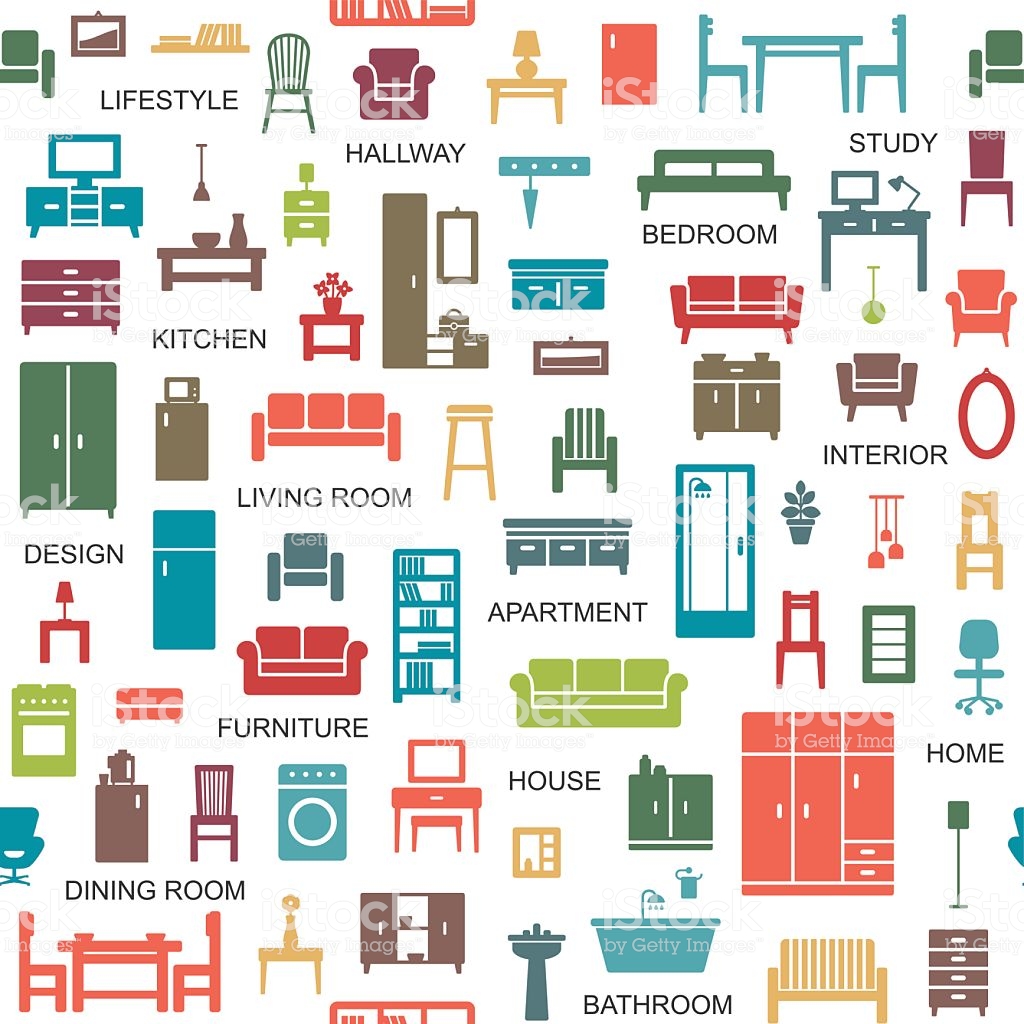 LIFESTYLE
HALLWAY
STUDY
BEDROOM
KITCHEN
INTERIOR
LIVING ROOM
DESIGN
APARTMENT
FURNITURE
HOME
HOUSE
DINING ROOM
BATHROOM
iStock
by Getty Images™